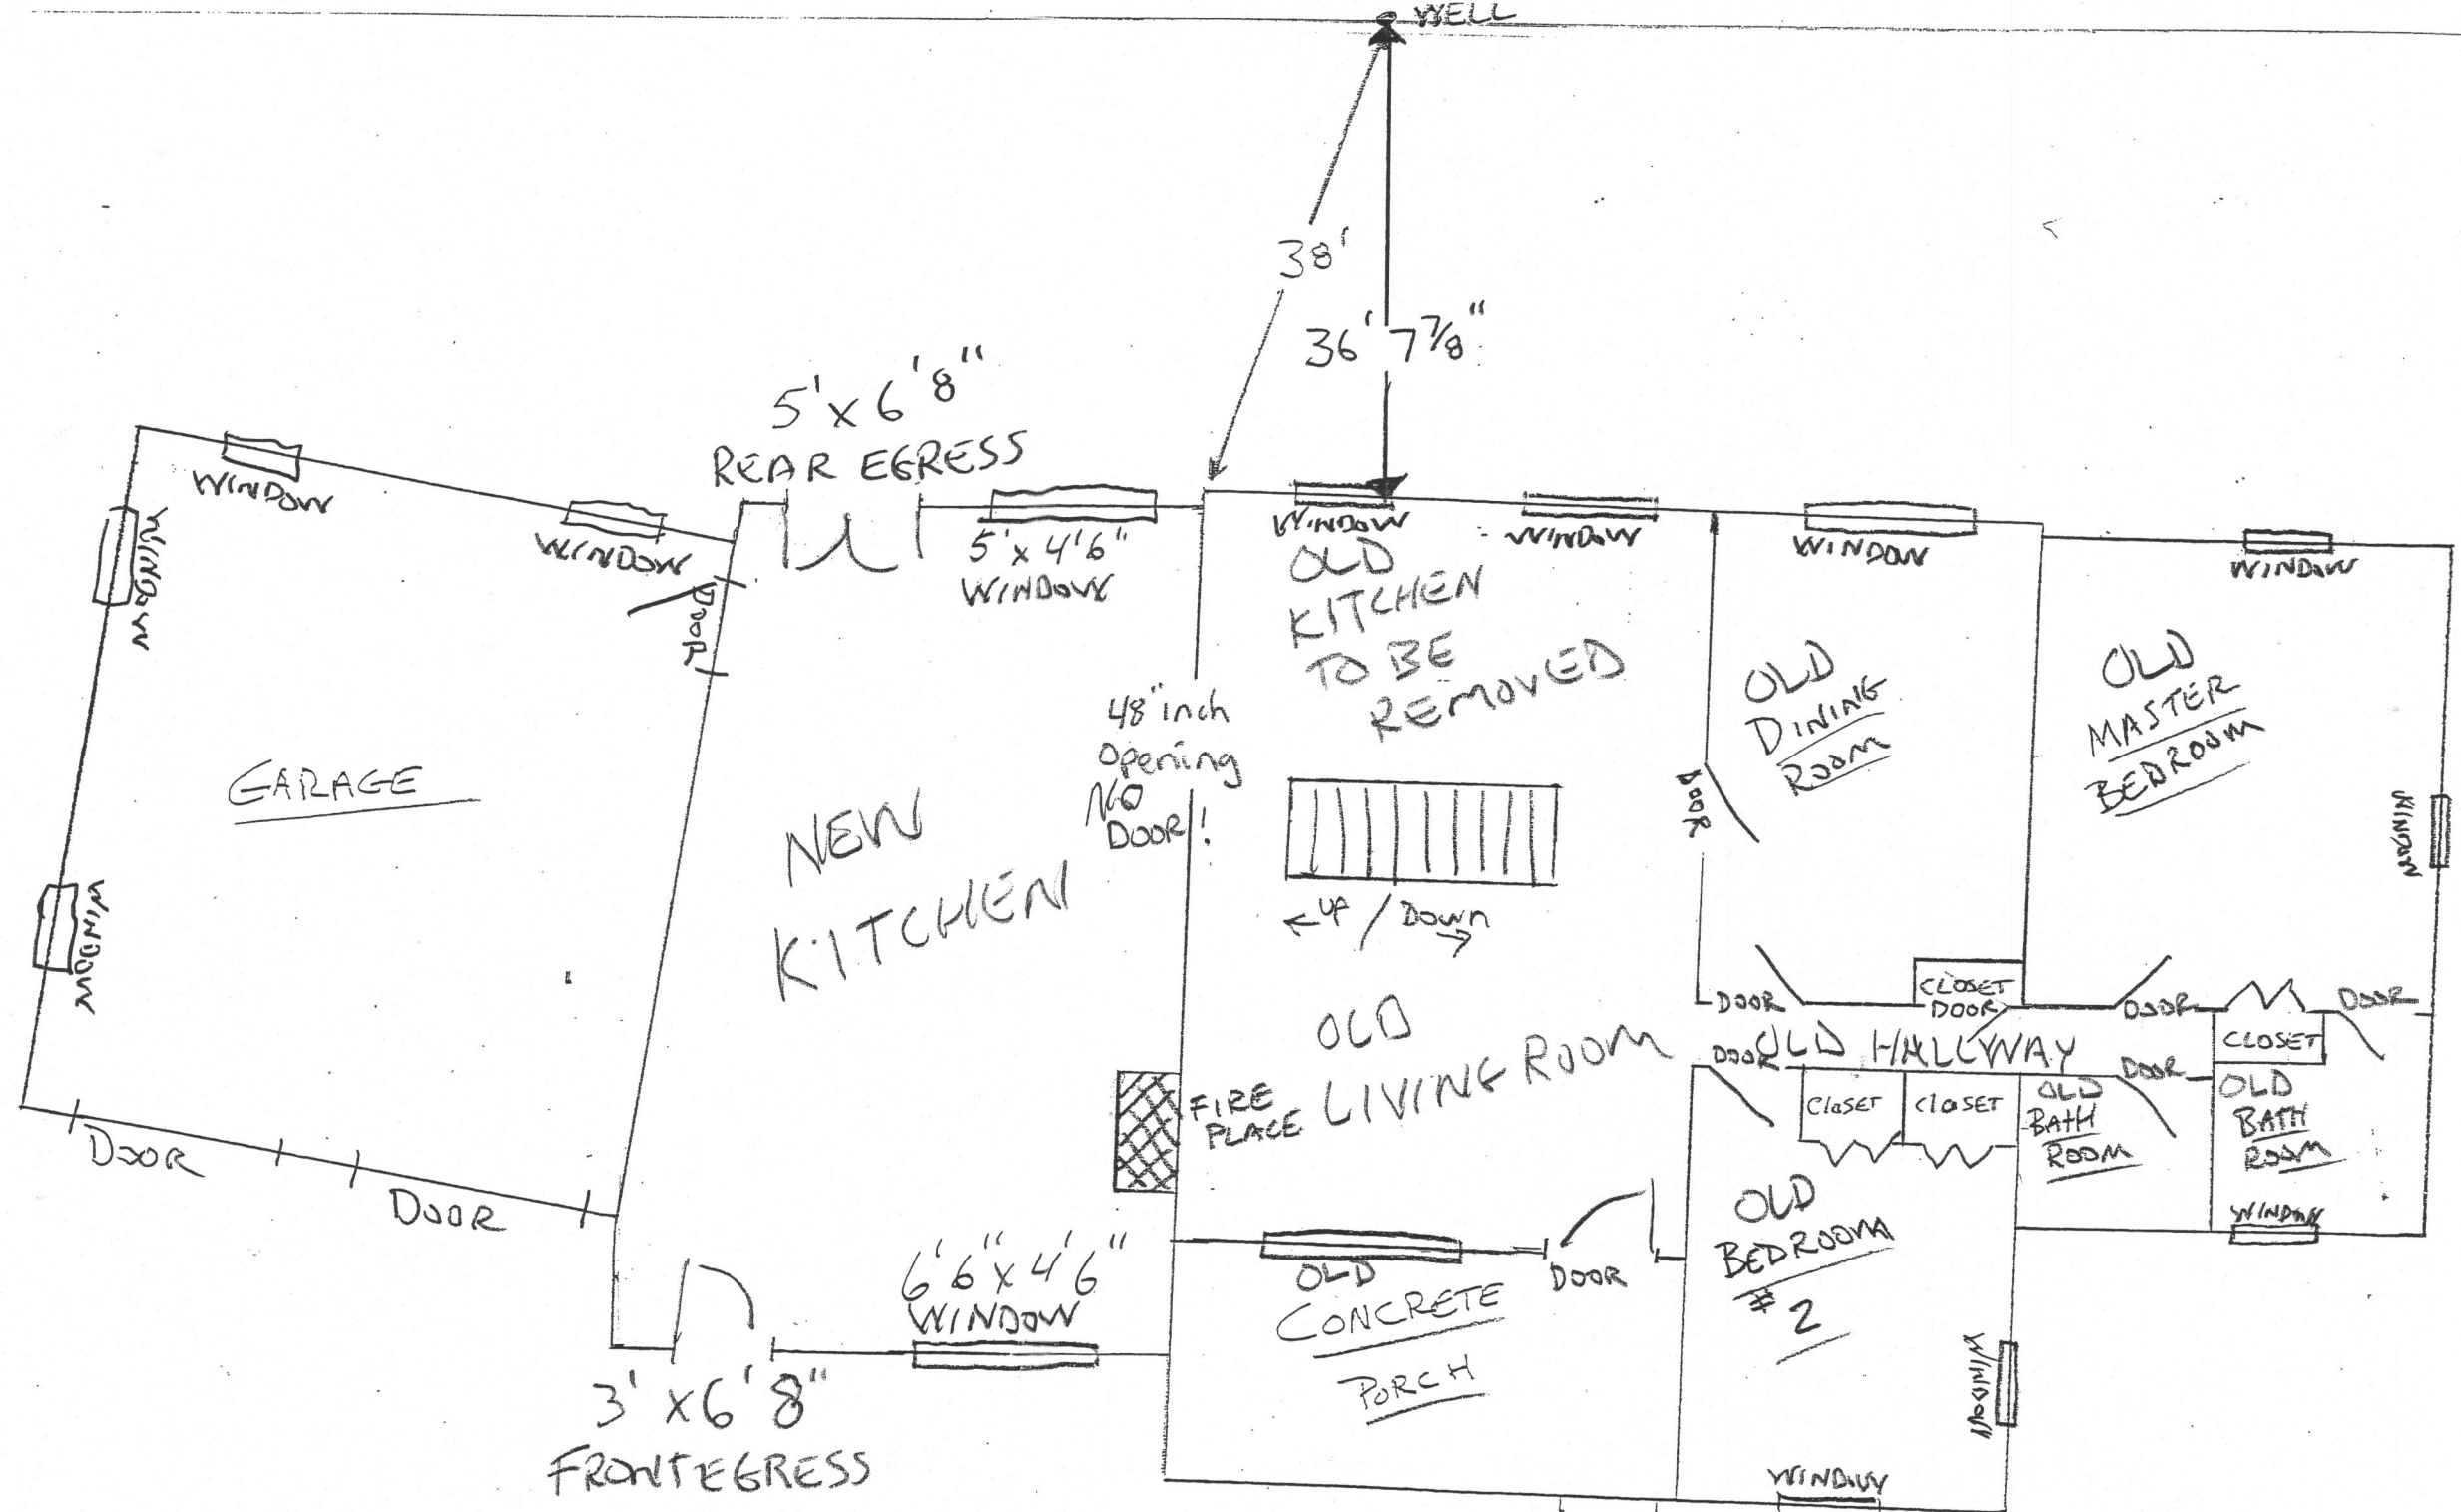 WELL
38'
36' 7 7/8"
5' x 6' 8"
REAR EGRESS
WINDOW
WINDOW
WINDOW
WINDOW
DOOR
GARAGE
DOOR
DOOR
5' x 4' 6"
WINDOW
NEW
KITCHEN
48" inch
Opening
NO
DOOR!
6' 6" x 4' 6"
WINDOW
3' x 6' 8"
FRONT EGRESS
WINDOW
WINDOW
OLD
KITCHEN
TO BE
REMOVED
← UP / DOWN →
OLD
LIVING ROOM
FIRE
PLACE
OLD
CONCRETE
PORCH
DOOR
WINDOW
OLD
DINING
ROOM
DOOR
DOOR
CLOSET
DOOR
WINDOW
OLD
MASTER
BEDROOM
WINDOW
DOOR
DOOR
CLOSET
OLD HALLWAY
DOOR
DOOR
CLOSET
CLOSET
OLD
BATH
ROOM
OLD
BATH
ROOM
WINDOW
OLD
BEDROOM
#2
WINDOW
WINDOW